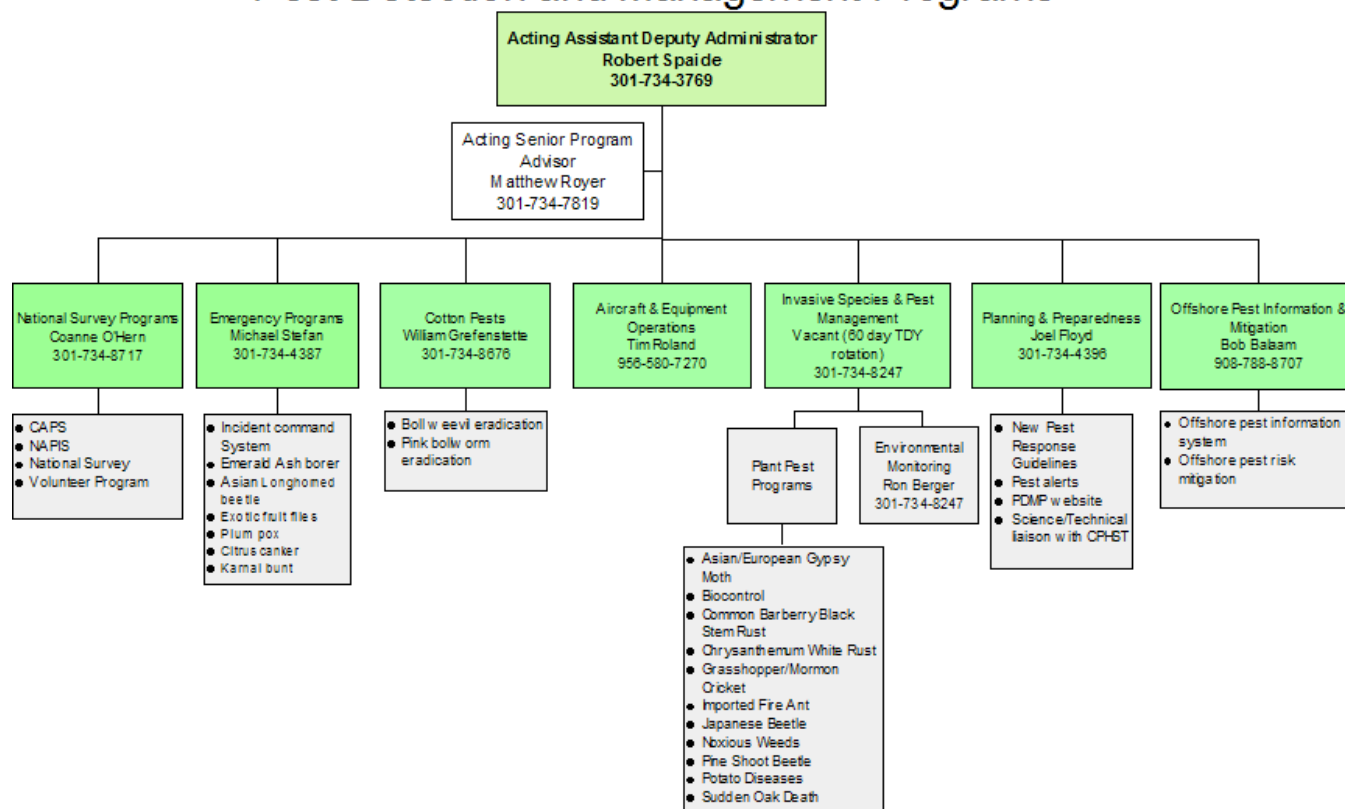 Pest Detection and Management Programs
Acting Assistant Deputy Administrator
Robert Spaide
301-734-3769
Acting Senior Program
Advisor
Matthew Royer
301-734-7819
National Survey Programs
Coanne O'Hern
301-734-8717
Emergency Programs
Michael Stefan
301-734-4387
Cotton Pests
William Grefenstette
301-734-8676
Aircraft & Equipment
Operations
Tim Roland
956-580-7270
Invasive Species & Pest
Management
Vacant (60 day TDY
rotation)
301-734-8247
Planning & Preparedness
Joel Floyd
301-734-4396
Offshore Pest Information &
Mitigation
Bob Balaam
908-788-8707
● CAPS
● NAPIS
● National Survey
● Volunteer Program
● Incident command
System
● Emerald Ash borer
● Asian Longhorned
beetle
● Exotic fruit flies
● Plum pox
● Citrus canker
● Karnal bunt
● Boll weevil eradication
● Pink bollworm
eradication
Plant Pest
Programs
Environmental
Monitoring
Ron Berger
301-734-8247
● New Pest
Response
Guidelines
● Pest alerts
● PDMP website
● Science/Technical
liaison with CPHST
● Offshore pest information
system
● Offshore pest risk
mitigation
● Asian/European Gypsy
Moth
● Biocontrol
● Common Barberry Black
Stem Rust
● Chrysanthemum White Rust
● Grasshopper/Mormon
Cricket
● Imported Fire Ant
● Japanese Beetle
● Noxious Weeds
● Pine Shoot Beetle
● Potato Diseases
● Sudden Oak Death